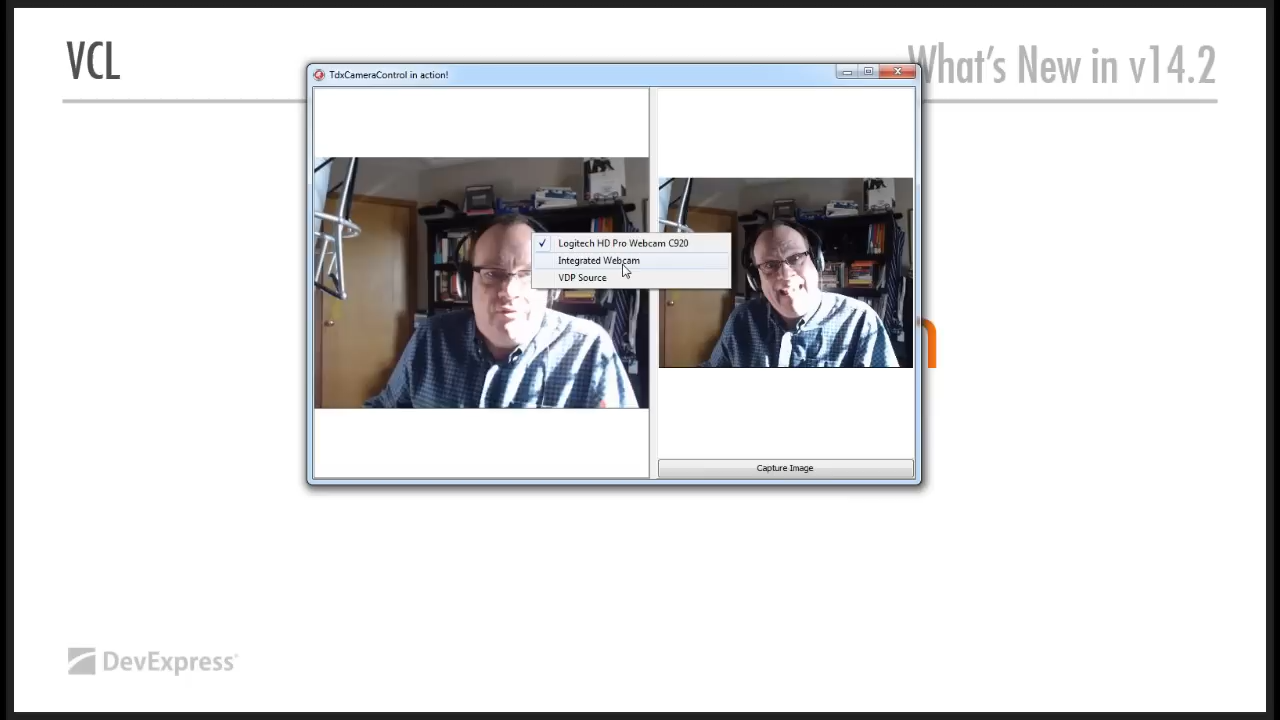 VCL
What's New in v14.2
TdxCameraControl in action!
Logitech HD Pro Webcam C920
Integrated Webcam
VDP Source
Capture Image
DevExpress